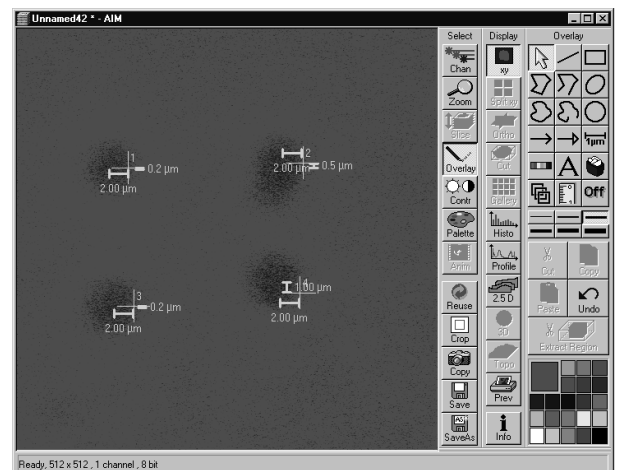 Unnamed42 * - AIM
Select
Display
Overlay
Chan
xy
Zoom
Split xy
Slice
Ortho
Overlay
Cut
Contr
Gallery
Palette
Histo
Anim
Profile
Reuse
2.5 D
Crop
3D
Copy
Topo
Save
Prev
SaveAs
Info
1µm
A
Off
Cut
Copy
Paste
Undo
Extract Region
1
0.2 µm
2.00 µm
2
0.5 µm
2.00 µm
3
0.2 µm
2.00 µm
4
1.00 µm
2.00 µm
Ready, 512 x 512 , 1 channel , 8 bit